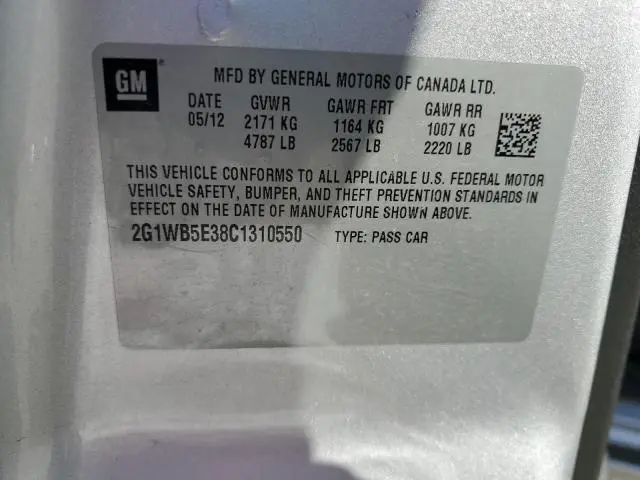 GM
MFD BY GENERAL MOTORS OF CANADA LTD.
DATE GVWR GAWR FRT GAWR RR
05/12 2171 KG 1164 KG 1007 KG
4787 LB 2567 LB 2220 LB
THIS VEHICLE CONFORMS TO ALL APPLICABLE U.S. FEDERAL MOTOR
VEHICLE SAFETY, BUMPER, AND THEFT PREVENTION STANDARDS IN
EFFECT ON THE DATE OF MANUFACTURE SHOWN ABOVE.
2G1WB5E38C1310550 TYPE: PASS CAR